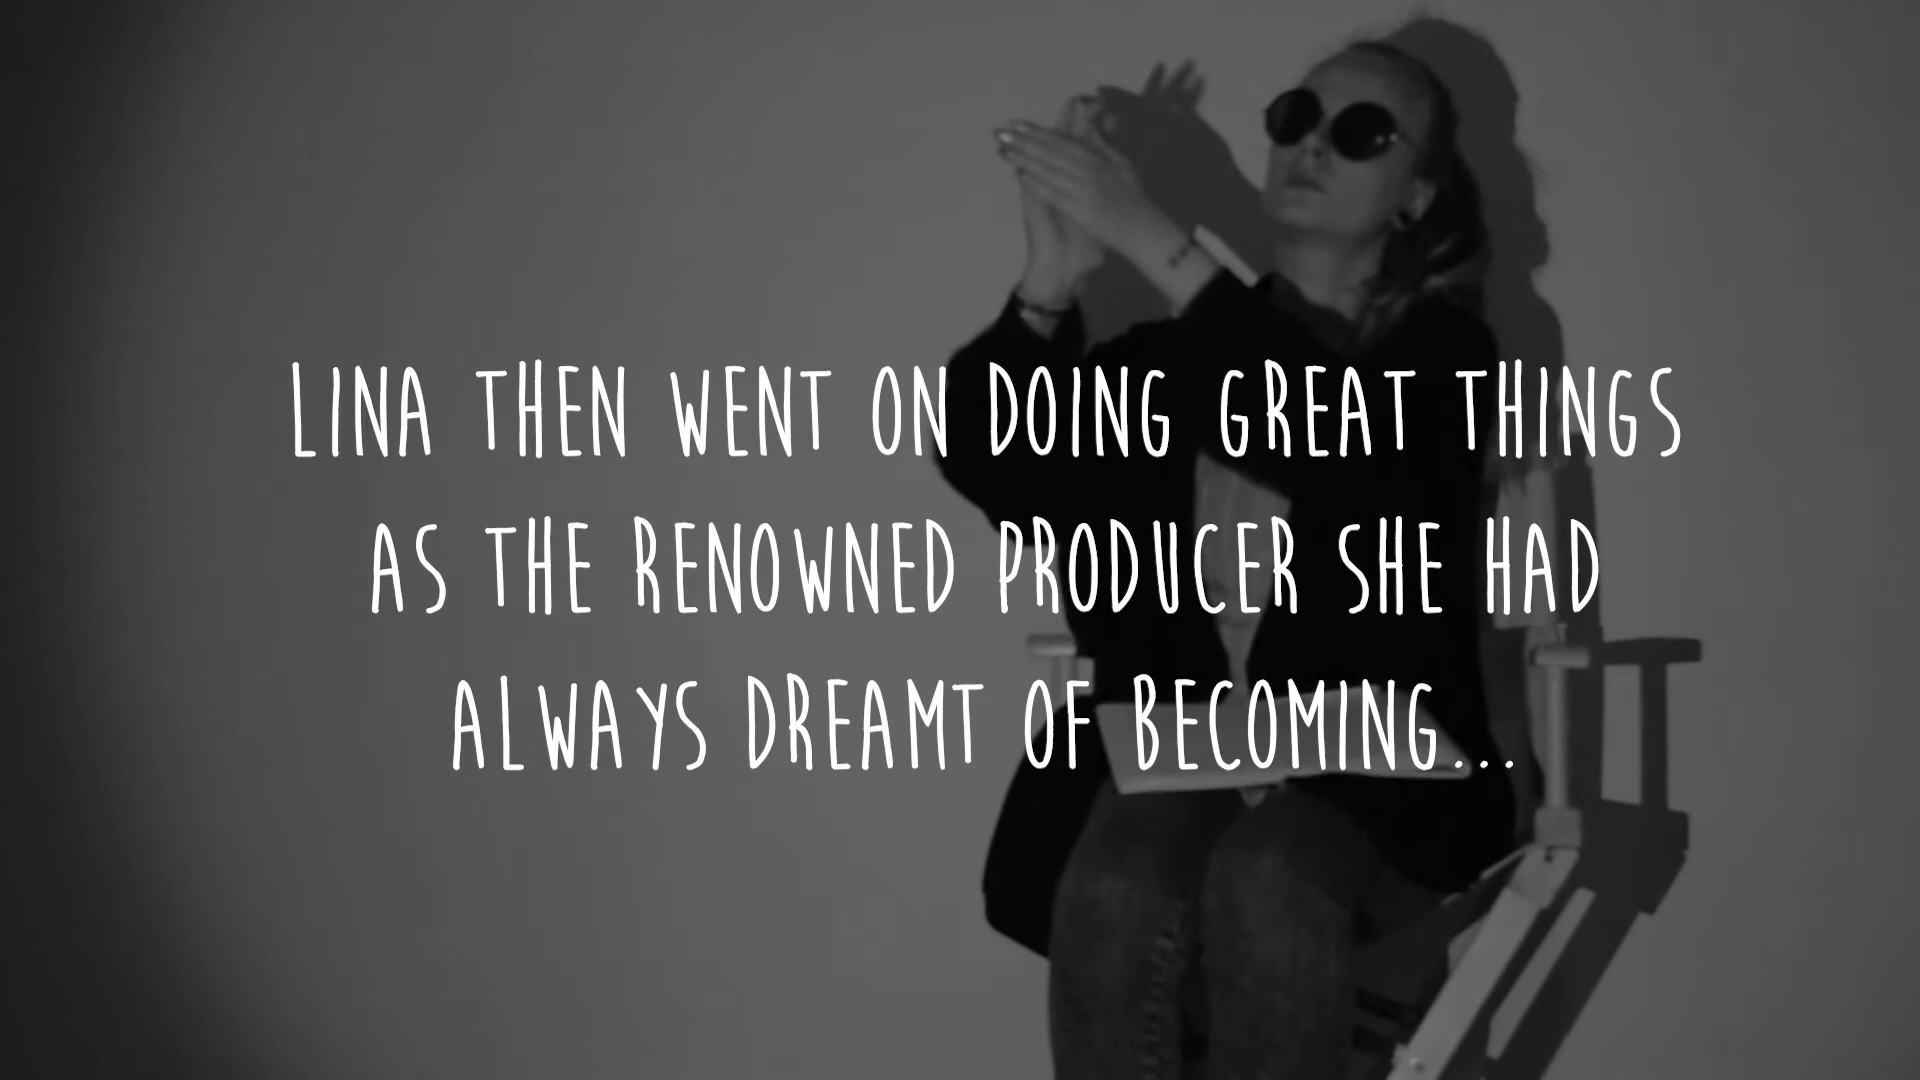 LINA THEN WENT ON DOING GREAT THINGS
AS THE RENOWNED PRODUCER SHE HAD
ALWAYS DREAMT OF BECOMING...